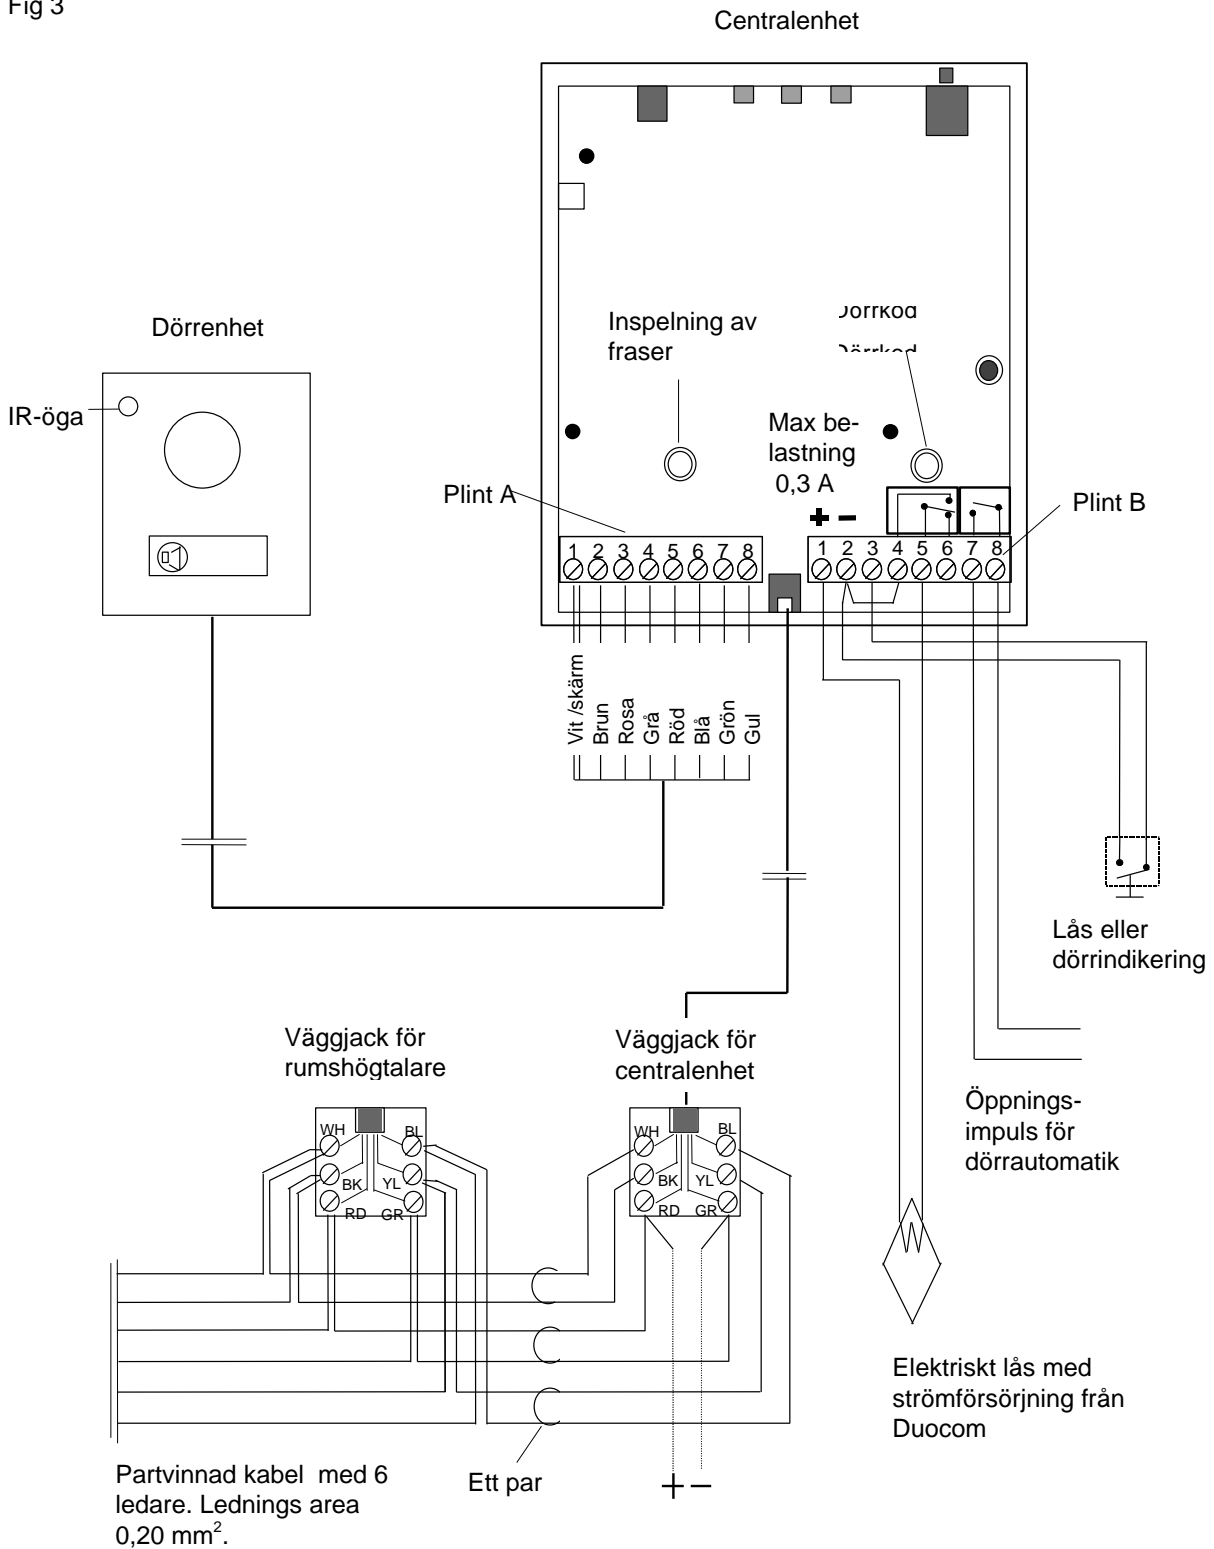 Fig 3
Centralenhet
Dörrenhet
IR-öga
Inspelning av
fraser
Dörrkod
Dörrkod
Max be-
lastning
0,3 A
+ −
Plint A
Plint B
1 2 3 4 5 6 7 8
1 2 3 4 5 6 7 8
Vit /skärm
Brun
Rosa
Grå
Röd
Blå
Grön
Gul
Lås eller
dörrindikering
Väggjack för
rumshögtalare
Väggjack för
centralenhet
WH BL
BK YL
RD GR
WH BL
BK YL
RD GR
Öppnings-
impuls för
dörrautomatik
Elektriskt lås med
strömförsörjning från
Duocom
Partvinnad kabel med 6
ledare. Lednings area
0,20 mm².
Ett par
+ −